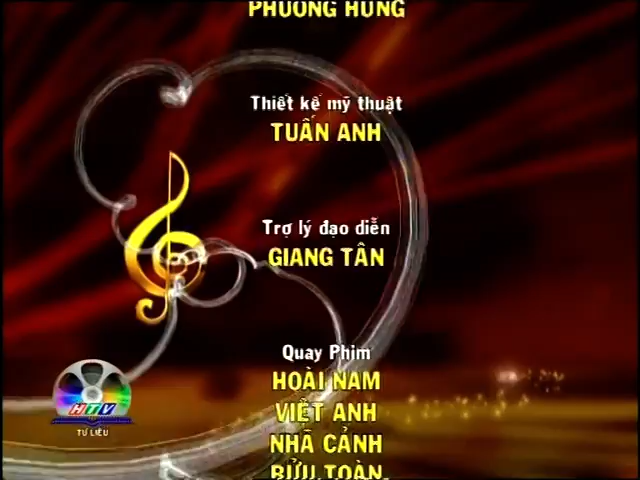 PHƯƠNG HÙNG
Thiết kế mỹ thuật
TUẤN ANH
Trợ lý đạo diễn
GIANG TÂN
Quay Phim
HOÀI NAM
VIỆT ANH
NHÃ CẢNH
BỬU TOÀN
HTV
TƯ LIỆU